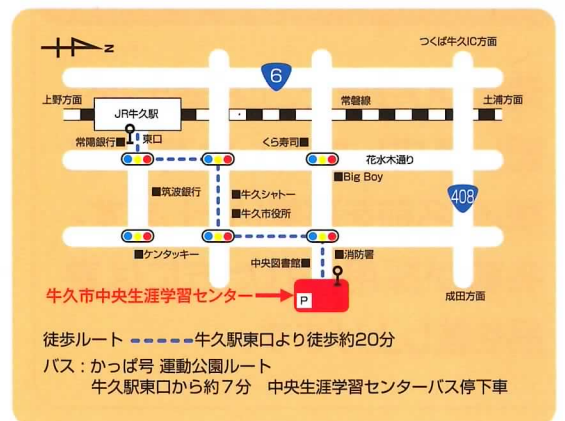 N
つくば牛久IC方面
6
上野方面
JR牛久駅
常磐線
土浦方面
常陽銀行
東口
くら寿司
花水木通り
Big Boy
筑波銀行
牛久シャトー
牛久市役所
408
ケンタッキー
中央図書館
消防署
牛久市中央生涯学習センター
P
成田方面
徒歩ルート 牛久駅東口より徒歩約20分
バス:かっぱ号 運動公園ルート
牛久駅東口から約7分 中央生涯学習センターバス停下車